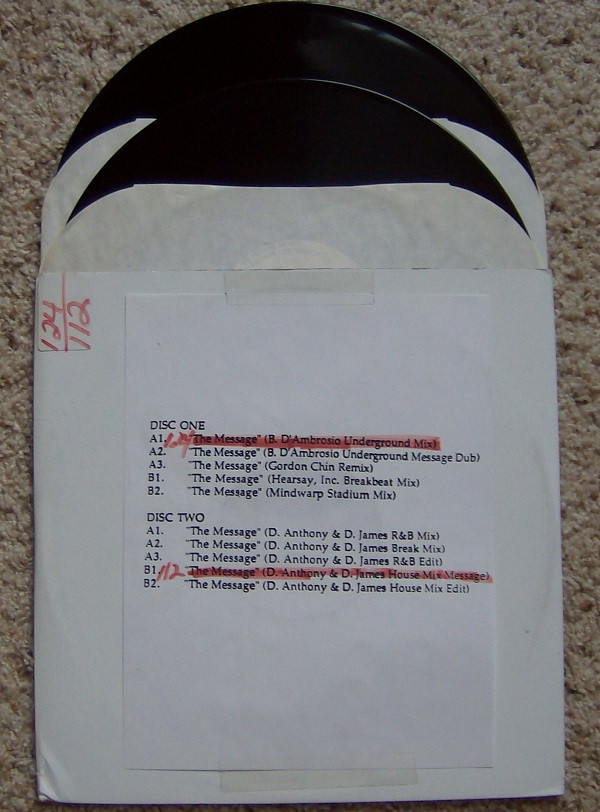 124/112
DISC ONE
A1. 124 "The Message" (B. D'Ambrosio Underground Mix)
A2. "The Message" (B. D'Ambrosio Underground Message Dub)
A3. "The Message" (Gordon Chin Remix)
B1. "The Message" (Hearsay, Inc. Breakbeat Mix)
B2. "The Message" (Mindwarp Stadium Mix)
DISC TWO
A1. "The Message" (D. Anthony & D. James R&B Mix)
A2. "The Message" (D. Anthony & D. James Break Mix)
A3. "The Message" (D. Anthony & D. James R&B Edit)
B1. 112 "The Message" (D. Anthony & D. James House Mix Message)
B2. "The Message" (D. Anthony & D. James House Mix Edit)